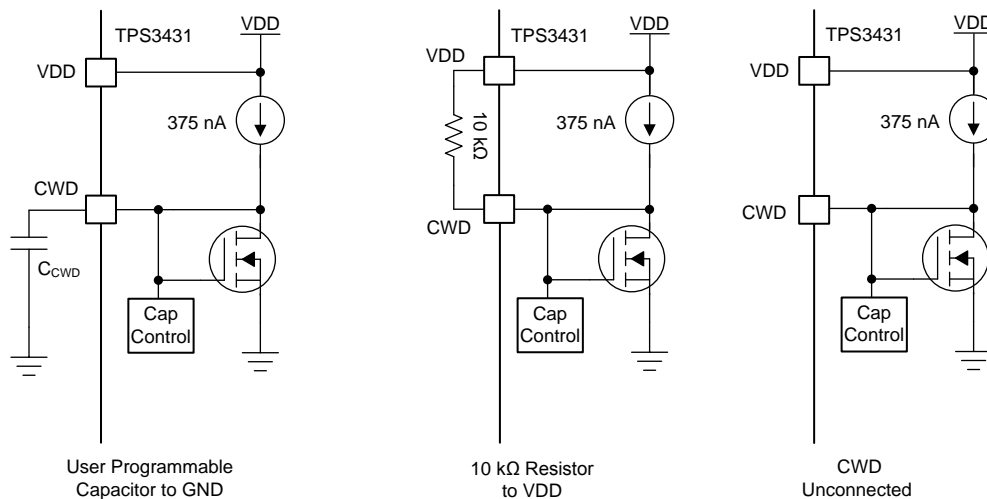 TPS3431
VDD
VDD
375 nA
CWD
CCWD
Cap
Control
User Programmable
Capacitor to GND
TPS3431
VDD
VDD
10 kΩ
375 nA
CWD
Cap
Control
10 kΩ Resistor
to VDD
TPS3431
VDD
VDD
375 nA
CWD
Cap
Control
CWD
Unconnected